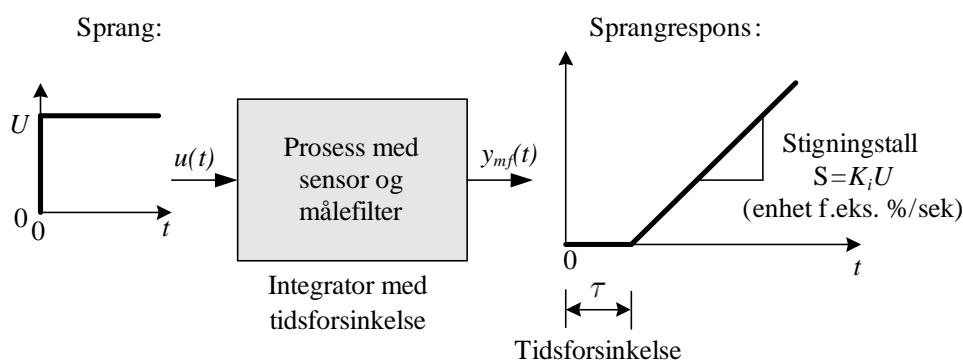 Sprang:
U
0
0
t
u(t)
Prosess med
sensor og
målefilter
Integrator med
tidsforsinkelse
y_mf(t)
Sprangrespons:
Stigningstall
S=K_iU
(enhet f.eks. %/sek)
0
t
τ
Tidsforsinkelse